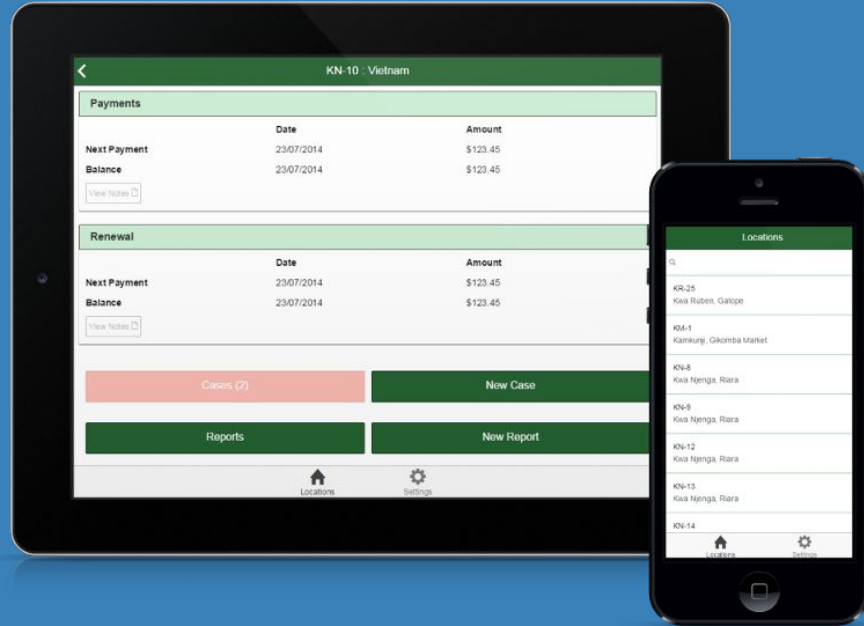 KN-10 : Vietnam
Payments
Date Amount
Next Payment 23/07/2014 $123.45
Balance 23/07/2014 $123.45
View Notes
Renewal
Date Amount
Next Payment 23/07/2014 $123.45
Balance 23/07/2014 $123.45
View Notes
Cases (2) New Case
Reports New Report
Locations Settings
Locations
KR-25
Kwa Ruben, Gatope
KM-1
Kamkunji, Gikomba Market
KN-8
Kwa Njenga, Riara
KN-9
Kwa Njenga, Riara
KN-12
Kwa Njenga, Riara
KN-13
Kwa Njenga, Riara
KN-14
Locations Settings